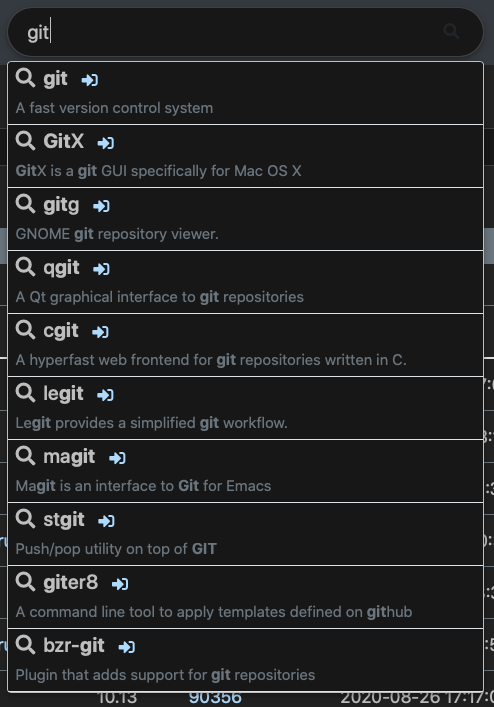 git
git
A fast version control system
GitX
GitX is a git GUI specifically for Mac OS X
gitg
GNOME git repository viewer.
qgit
A Qt graphical interface to git repositories
cgit
A hyperfast web frontend for git repositories written in C.
legit
Legit provides a simplified git workflow.
magit
Magit is an interface to Git for Emacs
stgit
Push/pop utility on top of GIT
giter8
A command line tool to apply templates defined on github
bzr-git
Plugin that adds support for git repositories
10.13 90356 2020-08-26 17:17:0